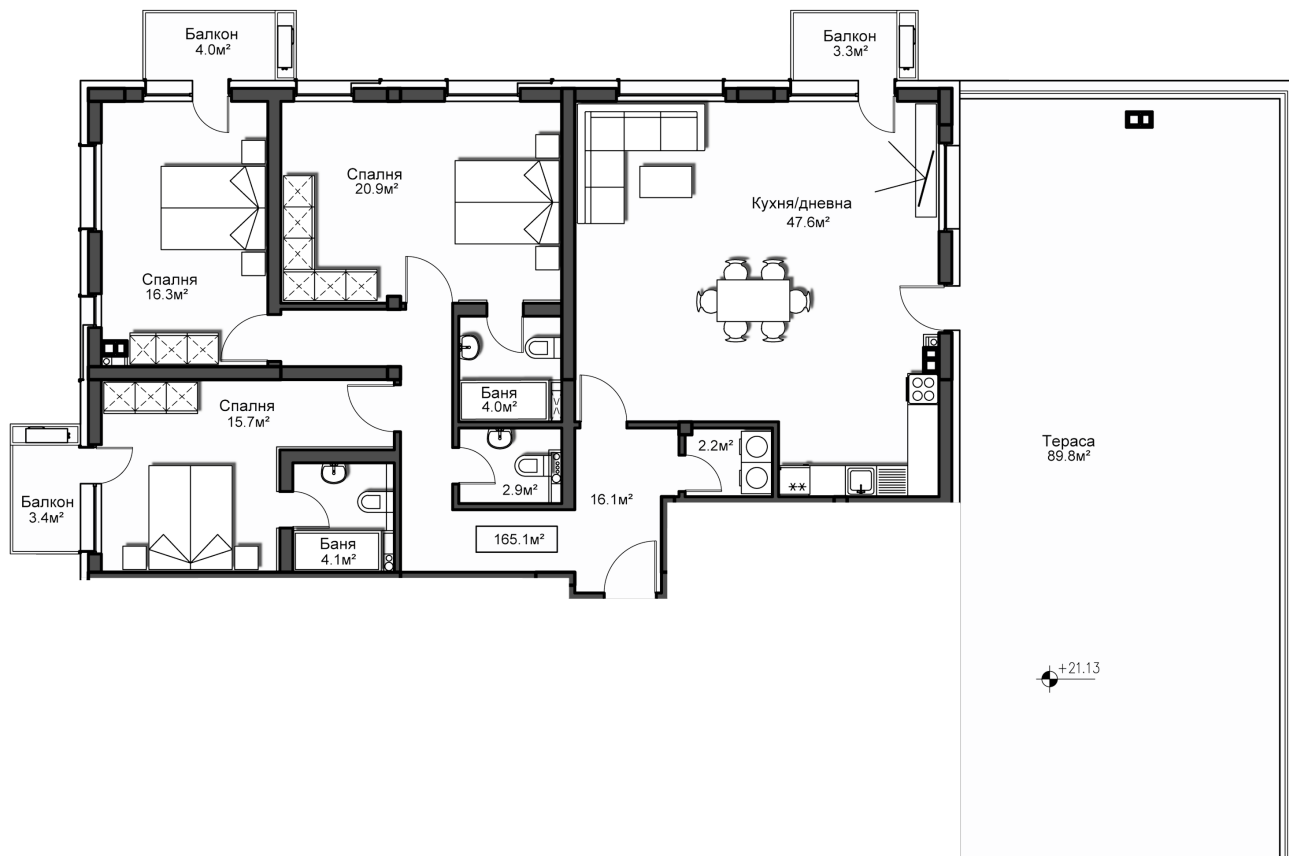 Балкон
4.0м²
Балкон
3.3м²
Спалня
20.9м²
Кухня/дневна
47.6м²
Спалня
16.3м²
Баня
4.0м²
Спалня
15.7м²
2.2м²
Тераса
89.8м²
2.9м²
16.1м²
Балкон
3.4м²
165.1м²
Баня
4.1м²
**
+21.13